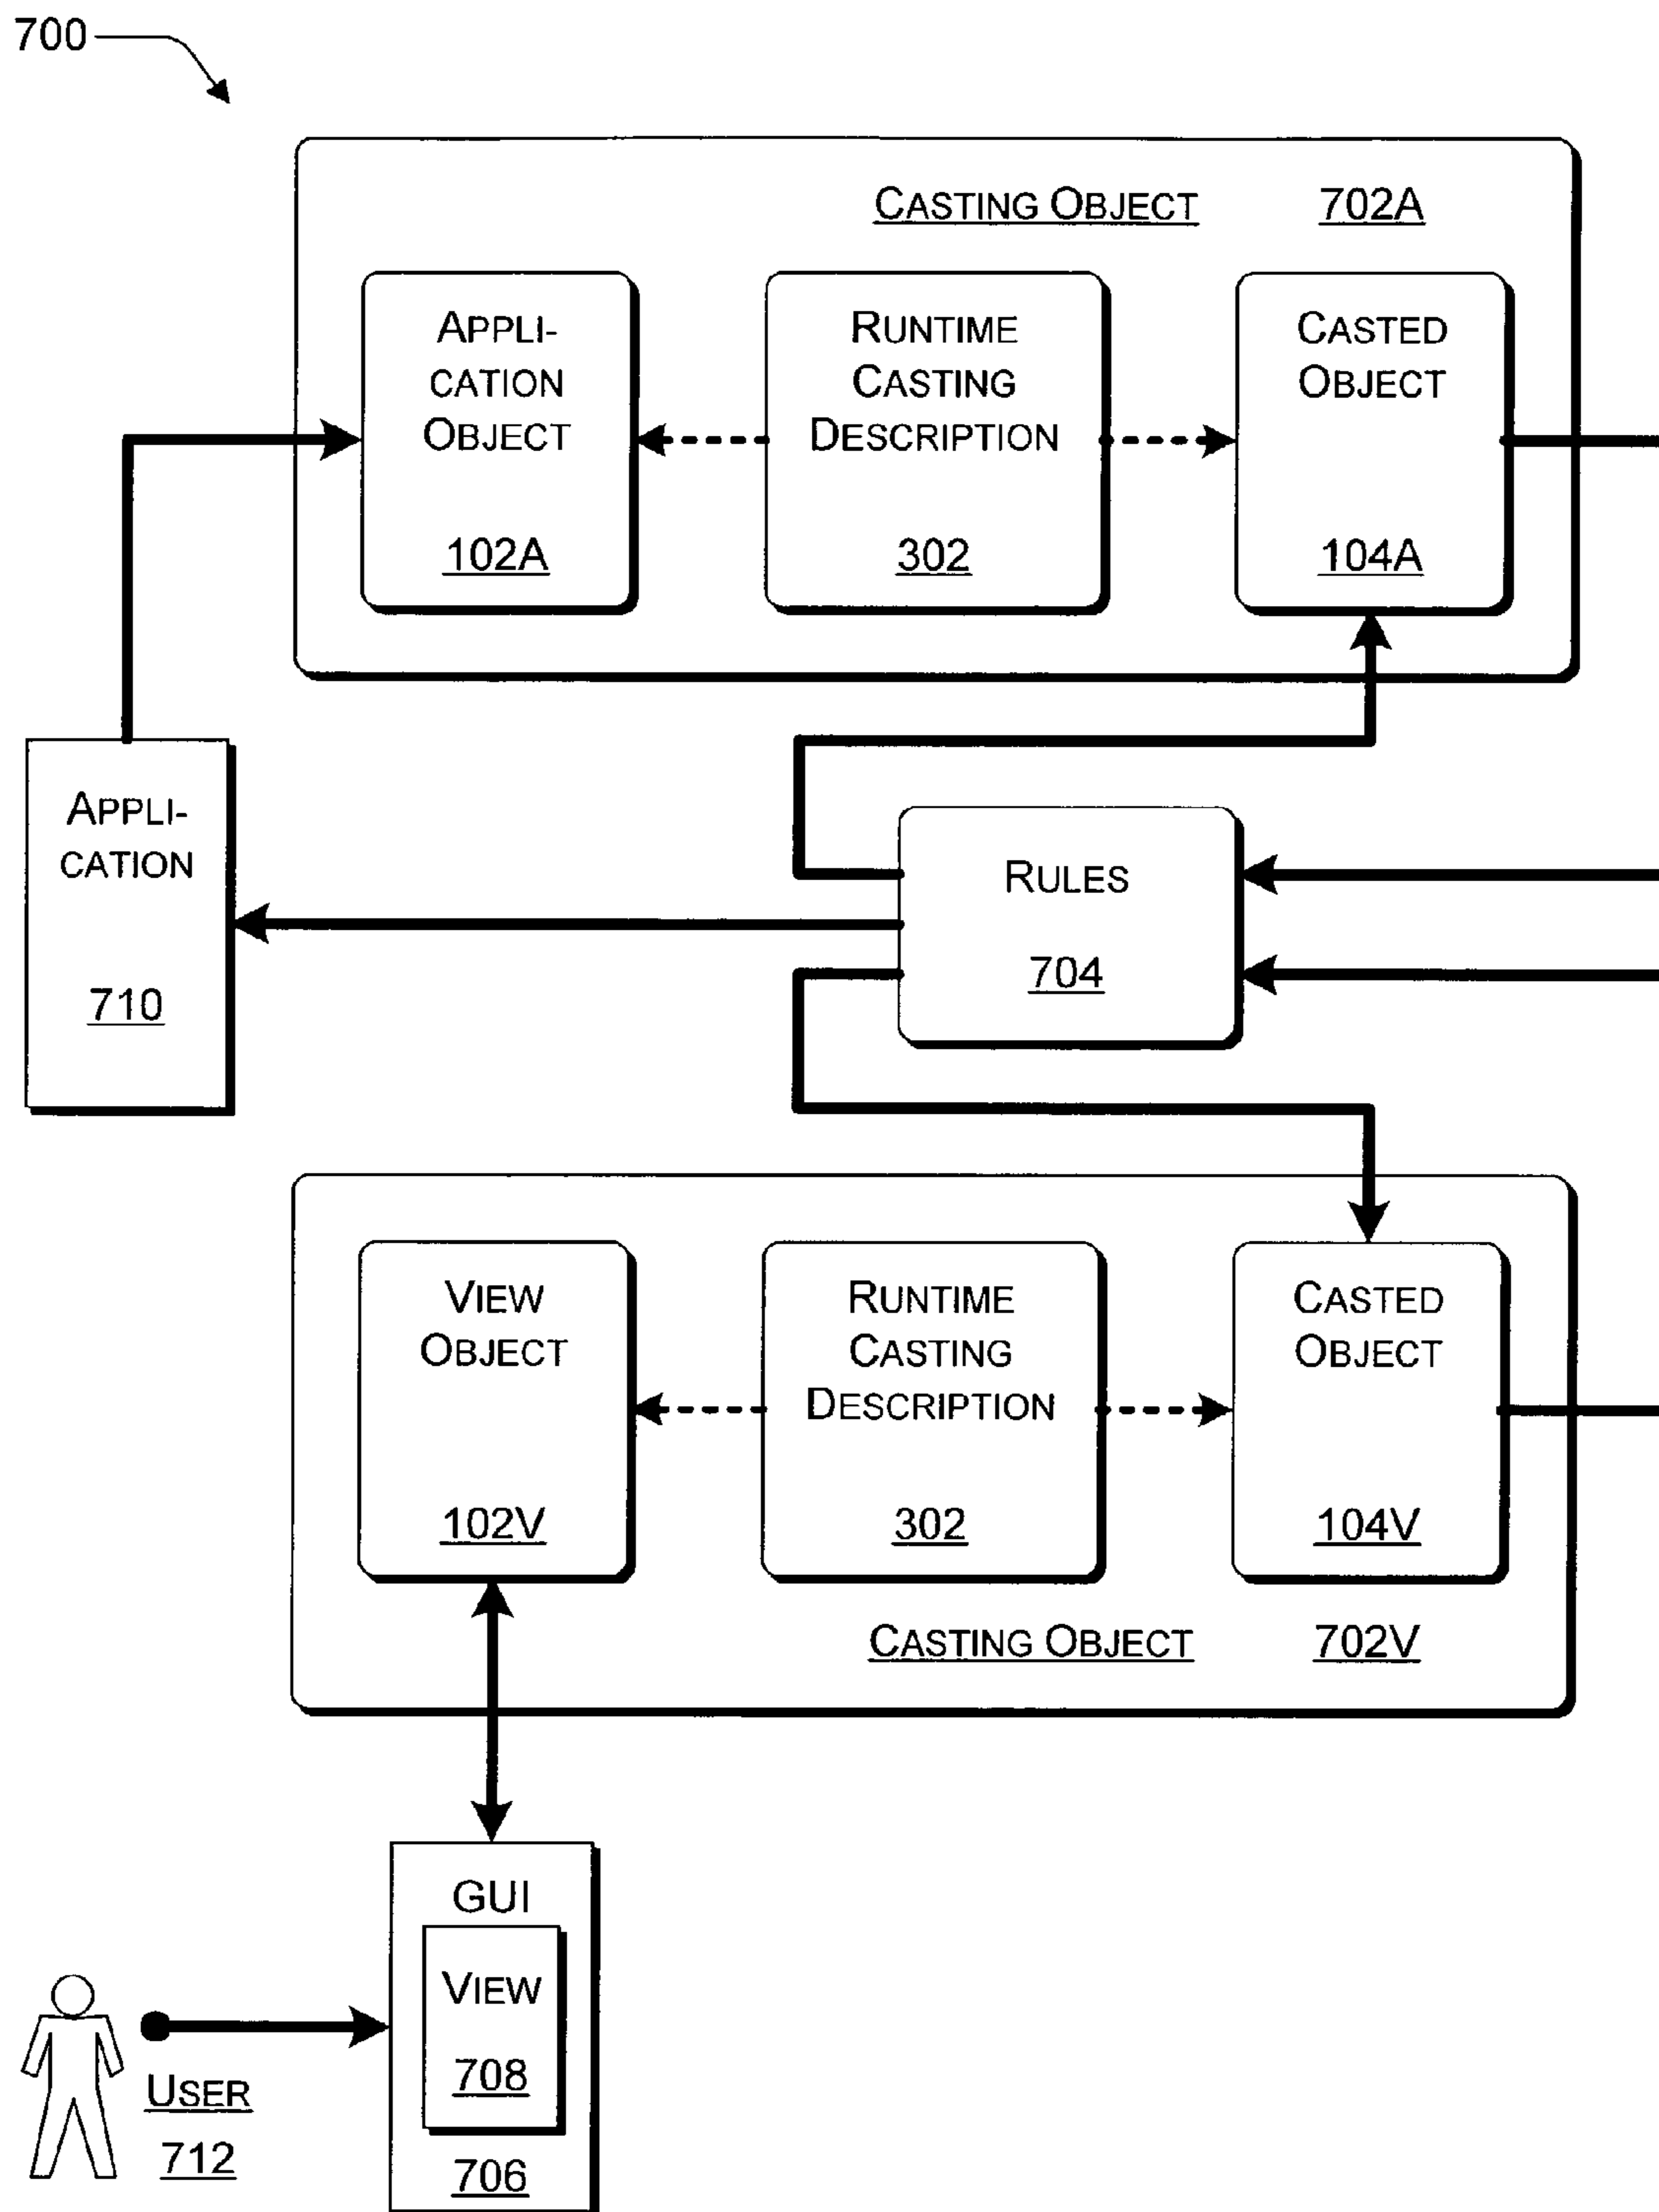 700
CASTING OBJECT 702A
APPLI-
CATION
OBJECT
102A
RUNTIME
CASTING
DESCRIPTION
302
CASTED
OBJECT
104A
APPLI-
CATION
710
RULES
704
VIEW
OBJECT
102V
RUNTIME
CASTING
DESCRIPTION
302
CASTED
OBJECT
104V
CASTING OBJECT 702V
GUI
VIEW
708
706
USER
712